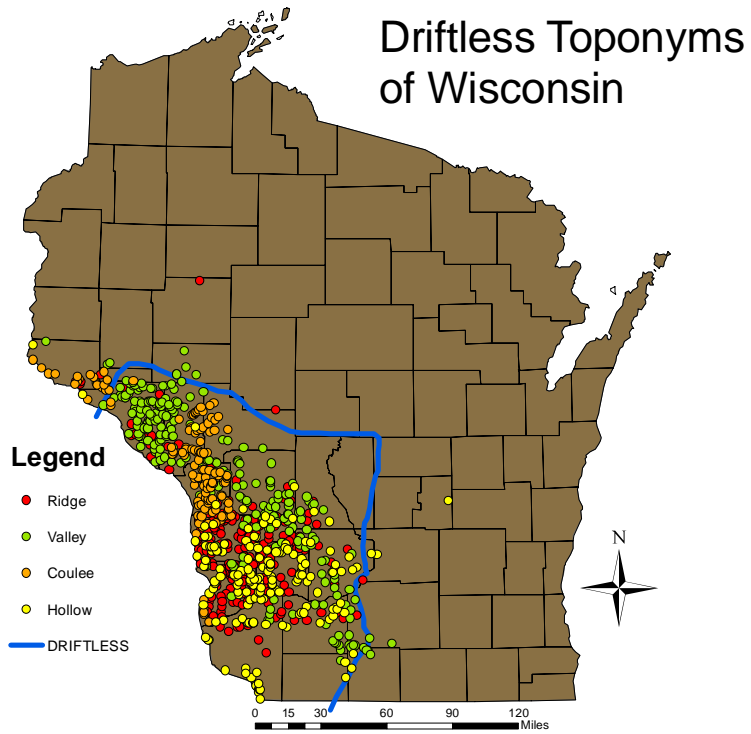 Driftless Toponyms
of Wisconsin
Legend
Ridge
Valley
Coulee
Hollow
DRIFTLESS
N
0 15 30 60 90 120
Miles